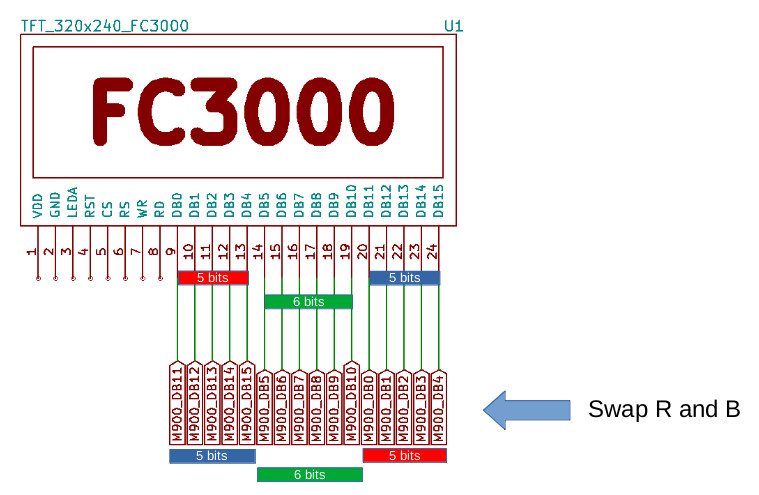 TFT_320x240_FC3000 U1
FC3000
VDD GND LEDA RST CS RS WR RD DB0 DB1 DB2 DB3 DB4 DB5 DB6 DB7 DB8 DB9 DB10 DB11 DB12 DB13 DB14 DB15
1 2 3 4 5 6 7 8 9 10 11 12 13 14 15 16 17 18 19 20 21 22 23 24
5 bits 5 bits
6 bits
M900_DB11 M900_DB12 M900_DB13 M900_DB14 M900_DB15 M900_DB5 M900_DB6 M900_DB7 M900_DB8 M900_DB9 M900_DB10 M900_DB0 M900_DB1 M900_DB2 M900_DB3 M900_DB4
Swap R and B
5 bits 5 bits
6 bits